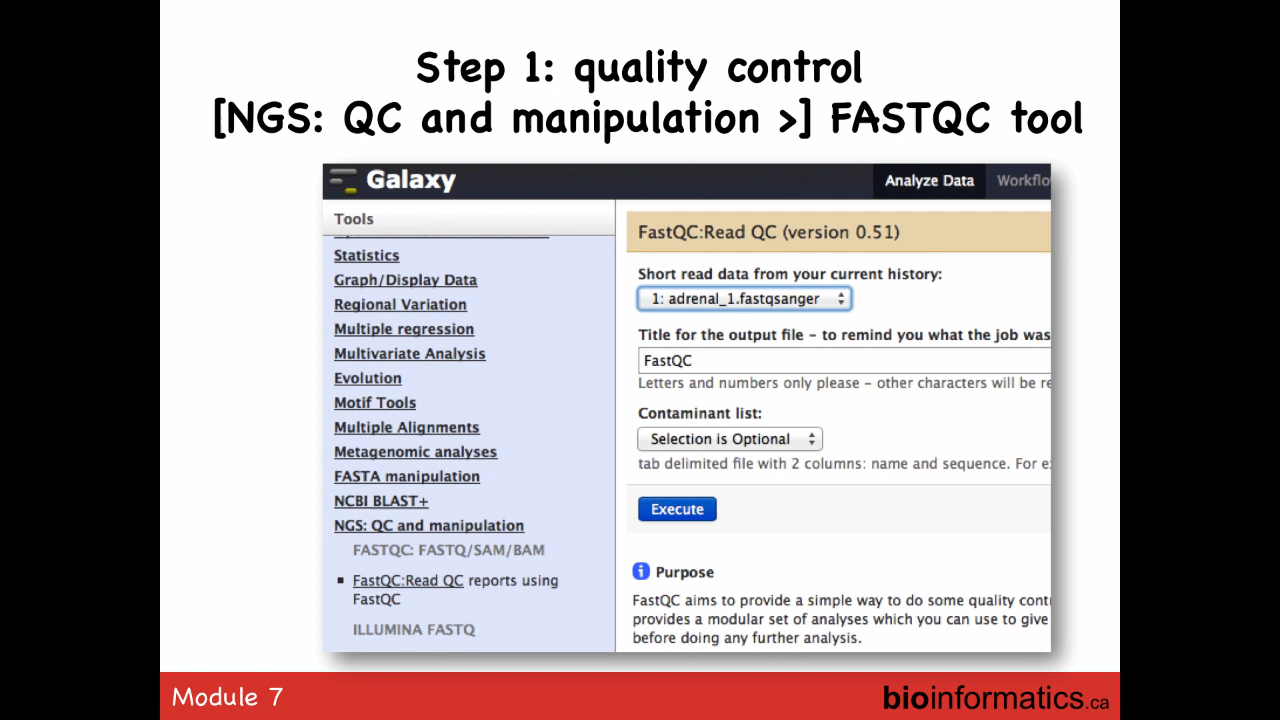 Step 1: quality control
[NGS: QC and manipulation >] FASTQC tool
Galaxy
Analyze Data
Tools
Statistics
Graph/Display Data
Regional Variation
Multiple regression
Multivariate Analysis
Evolution
Motif Tools
Multiple Alignments
Metagenomic analyses
FASTA manipulation
NCBI BLAST+
NGS: QC and manipulation
FASTQC: FASTQ/SAM/BAM
FastQC:Read QC reports using
FastQC
ILLUMINA FASTQ
FastQC:Read QC (version 0.51)
Short read data from your current history:
1: adrenal_1.fastqsanger
Title for the output file – to remind you what the job was
FastQC
Letters and numbers only please – other characters will be
Contaminant list:
Selection is Optional
tab delimited file with 2 columns: name and sequence. For
Execute
Purpose
FastQC aims to provide a simple way to do some quality
provides a modular set of analyses which you can use to give
before doing any further analysis.
Module 7
bioinformatics.ca